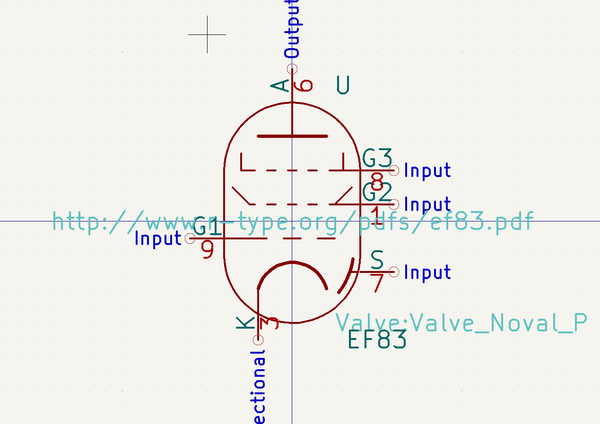 Output
A
6
U
G3
Input
8
G2
Input
1
http://www.r-type.org/pdfs/ef83.pdf
G1
Input
9
S
Input
7
K
3
Valve:Valve_Noval_P
EF83
ectional